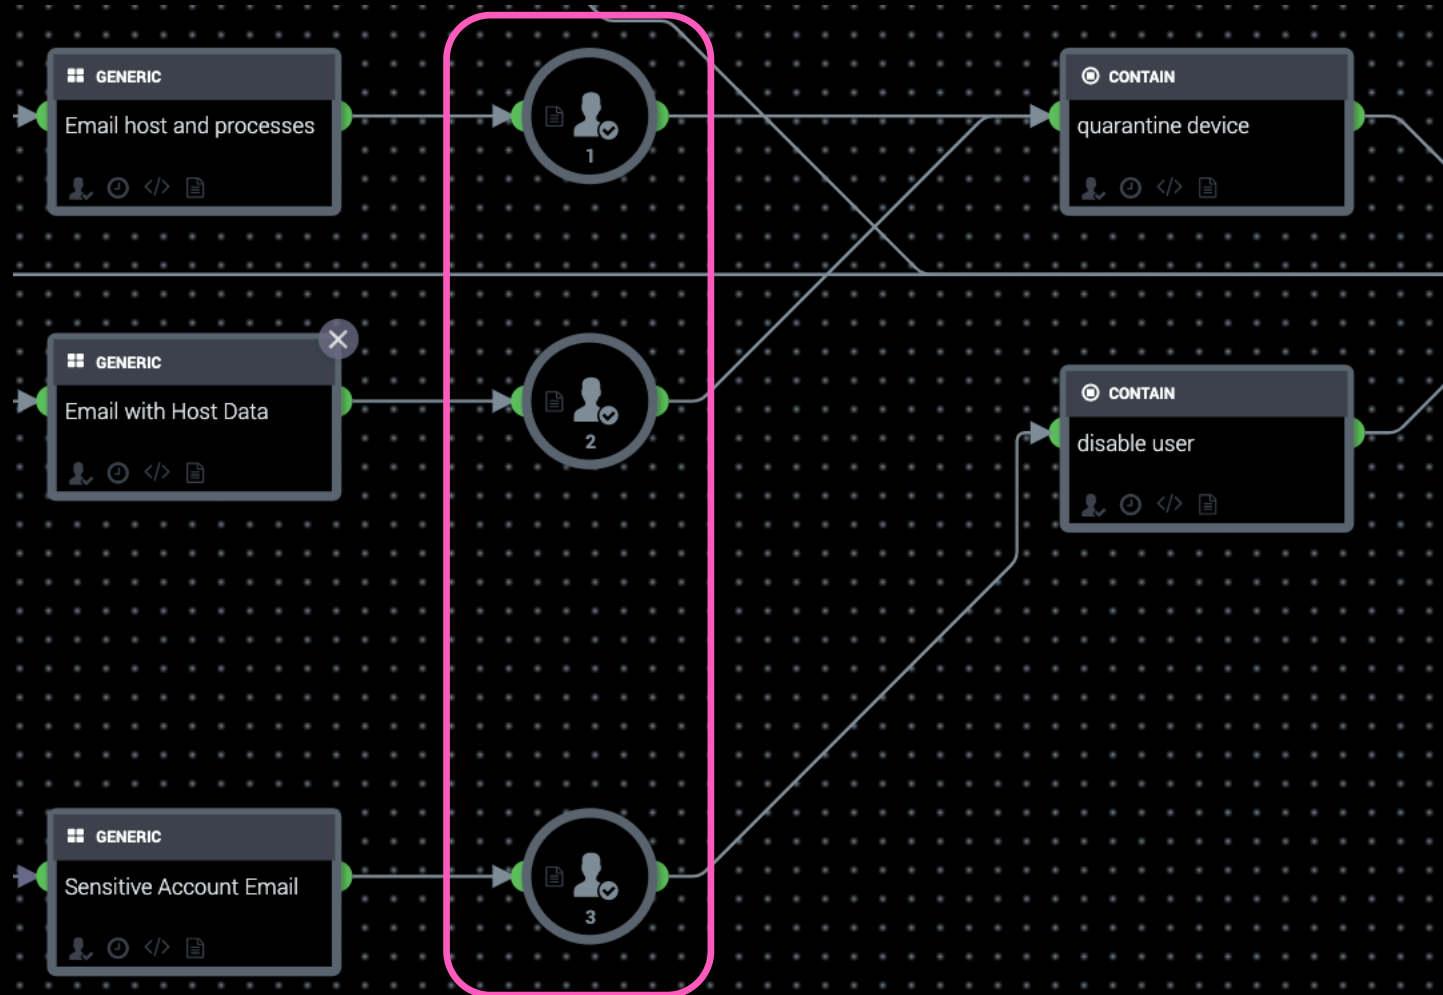 GENERIC
Email host and processes
1
CONTAIN
quarantine device
GENERIC
Email with Host Data
2
CONTAIN
disable user
GENERIC
Sensitive Account Email
3